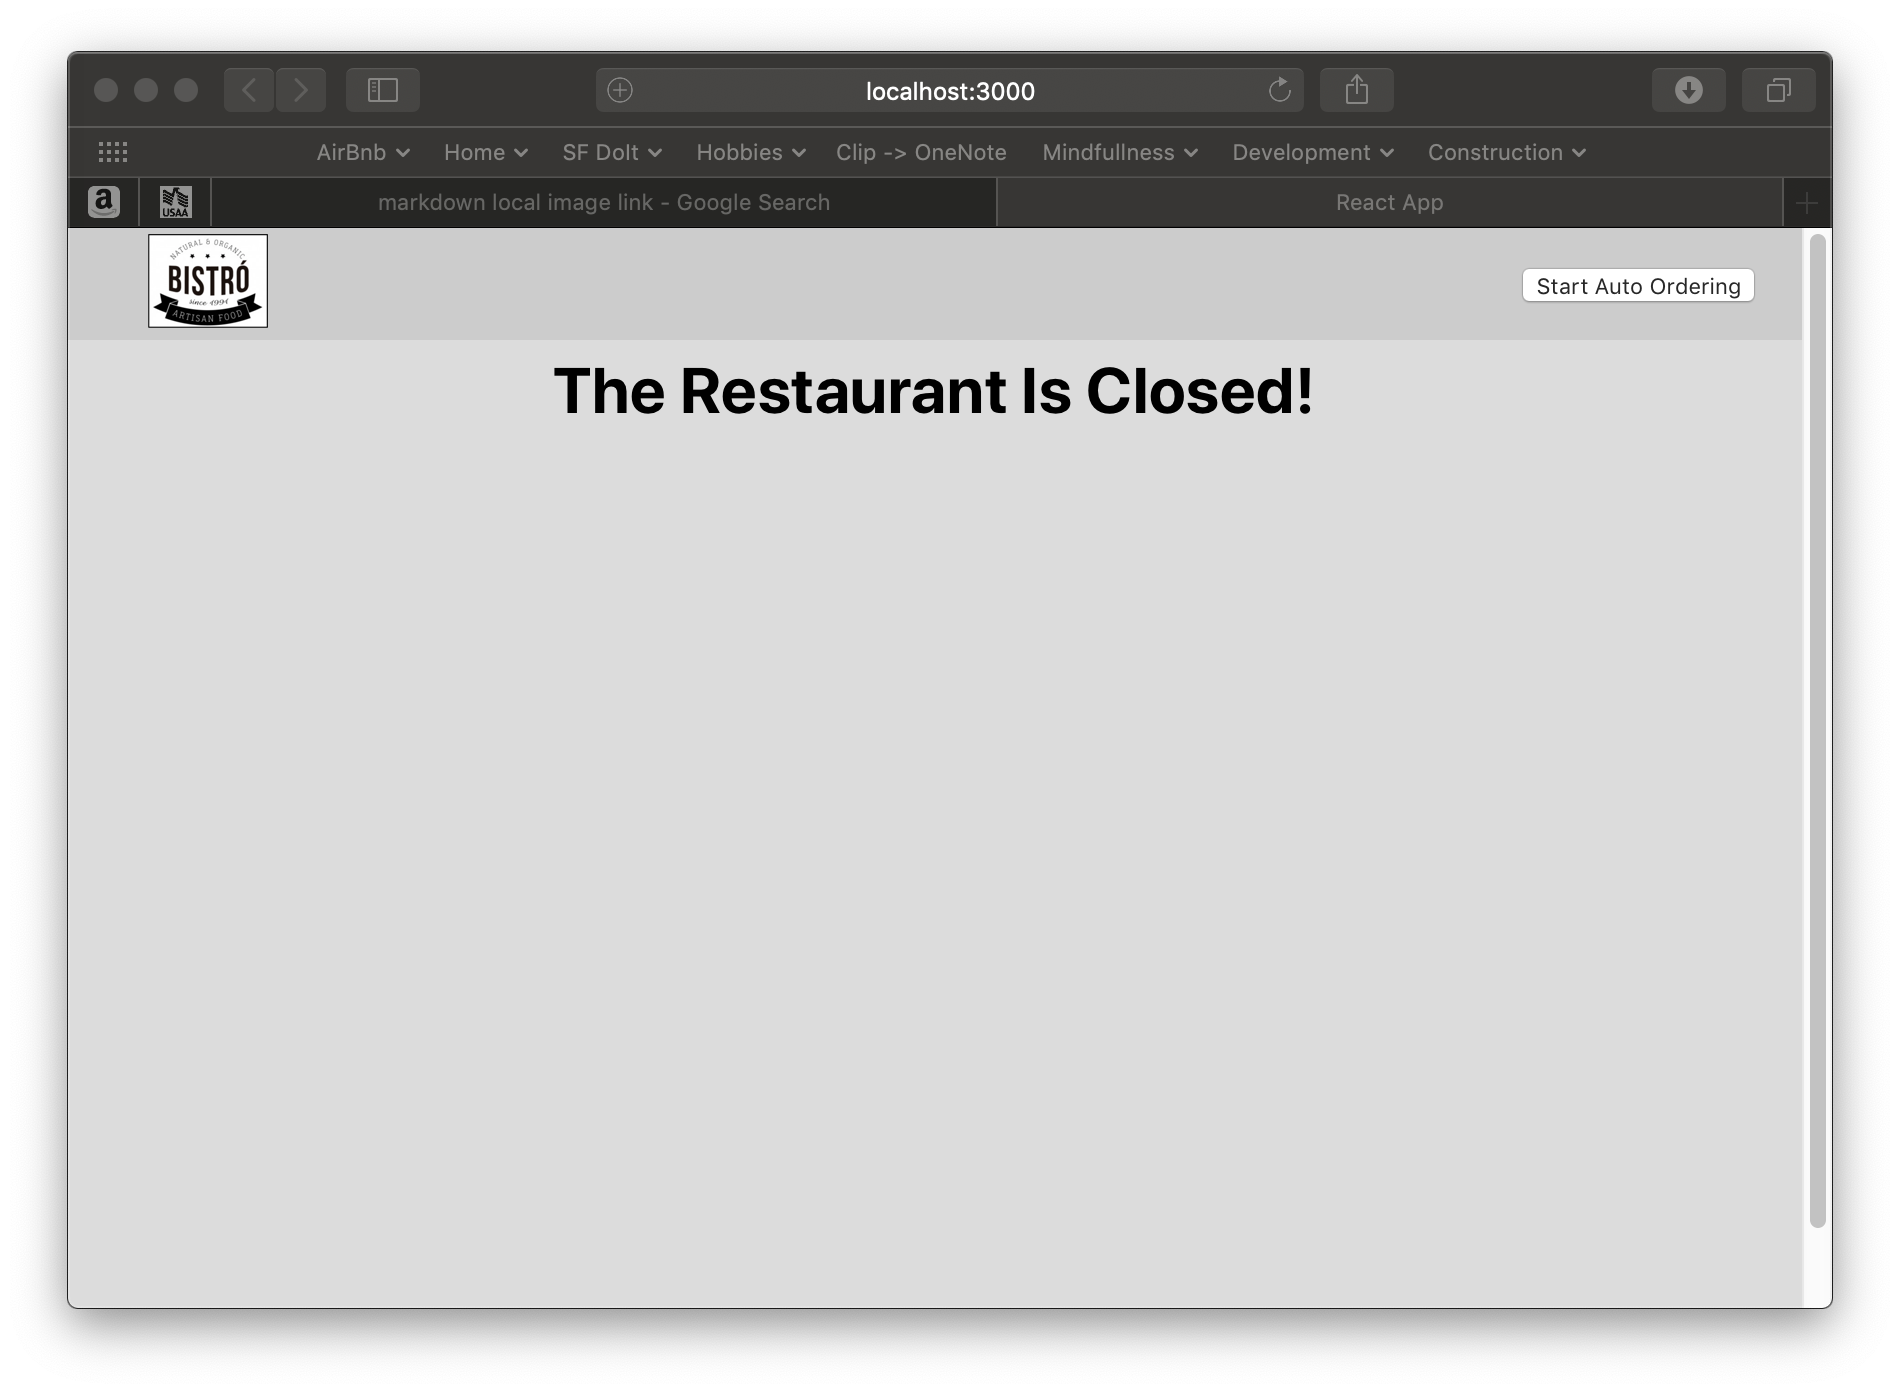 localhost:3000
AirBnb Home SF DoIt Hobbies Clip -> OneNote Mindfullness Development Construction
a USAA markdown local image link - Google Search React App
NATURAL & ORGANIC
BISTRÓ
since 1991
ARTISAN FOOD
Start Auto Ordering
The Restaurant Is Closed!